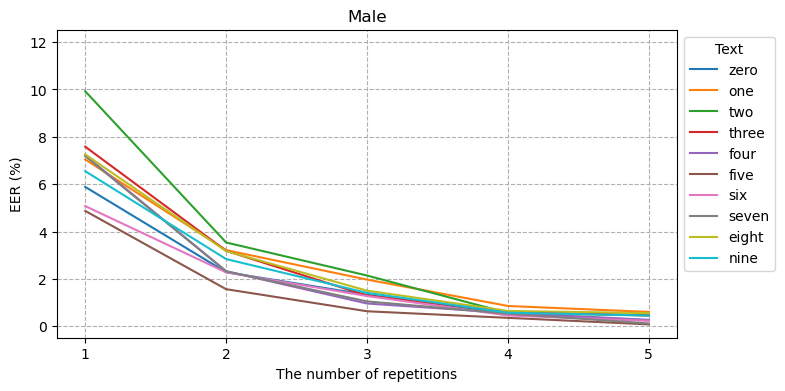 Male
EER (%)
12
10
8
6
4
2
0
1 2 3 4 5
The number of repetitions
Text
zero
one
two
three
four
five
six
seven
eight
nine